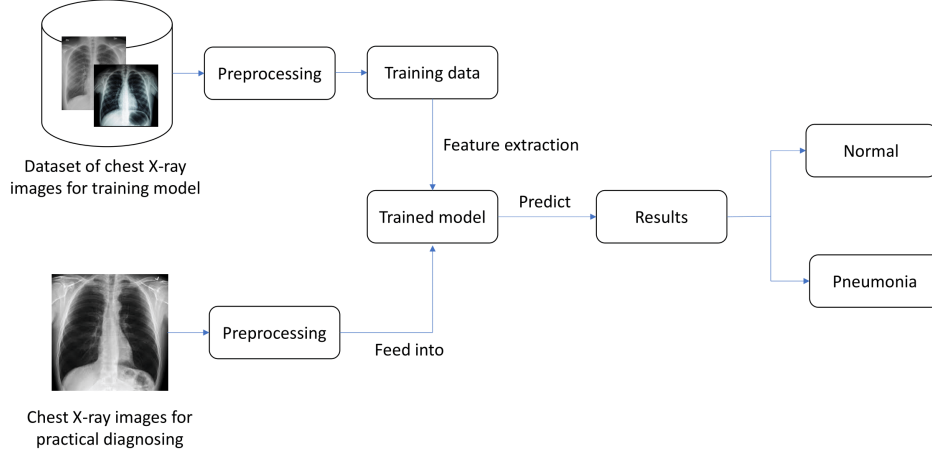 Preprocessing
Training data
Dataset of chest X-ray
images for training model
Feature extraction
Normal
Trained model
Predict
Results
Pneumonia
Preprocessing
Feed into
Chest X-ray images for
practical diagnosing